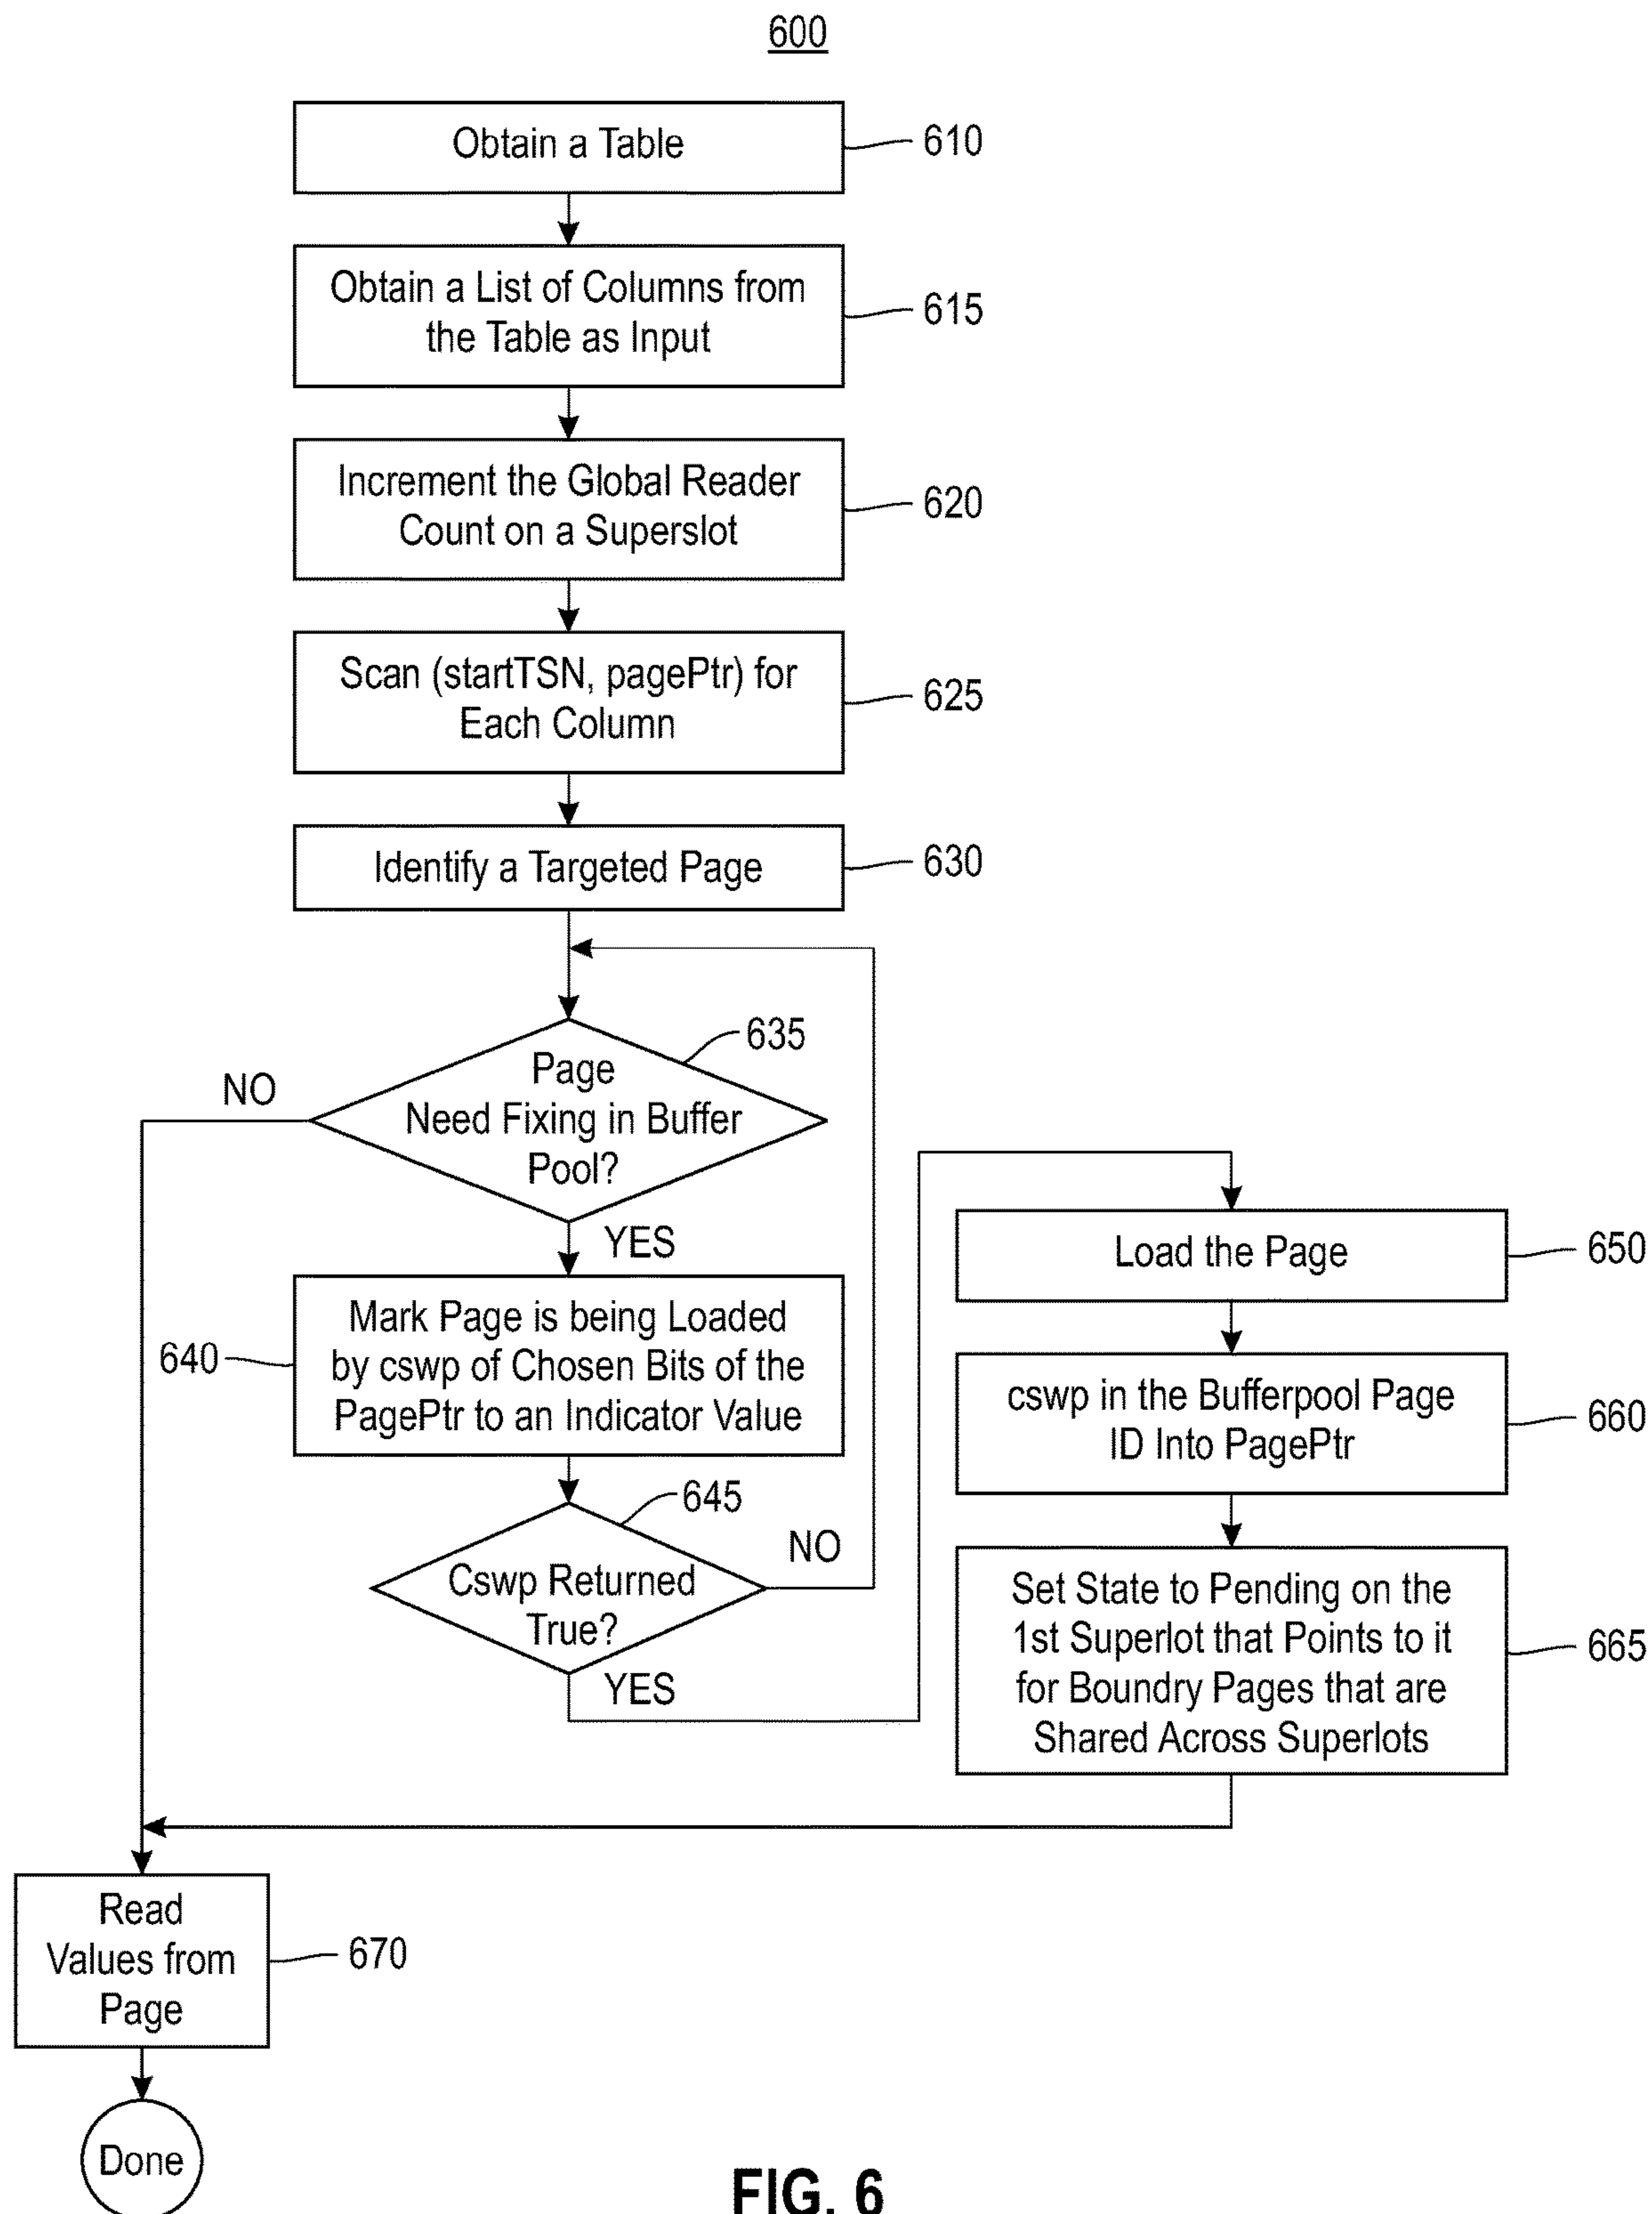 600
Obtain a Table
610
Obtain a List of Columns from
the Table as Input
615
Increment the Global Reader
Count on a Superslot
620
Scan (startTSN, pagePtr) for
Each Column
625
Identify a Targeted Page
630
635
Page
Need Fixing in Buffer
Pool?
NO
YES
640
Mark Page is being Loaded
by cswp of Chosen Bits of the
PagePtr to an Indicator Value
645
Cswp Returned
True?
NO
YES
Load the Page
650
cswp in the Bufferpool Page
ID Into PagePtr
660
Set State to Pending on the
1st Superlot that Points to it
for Boundry Pages that are
Shared Across Superlots
665
Read
Values from
Page
670
Done
FIG. 6